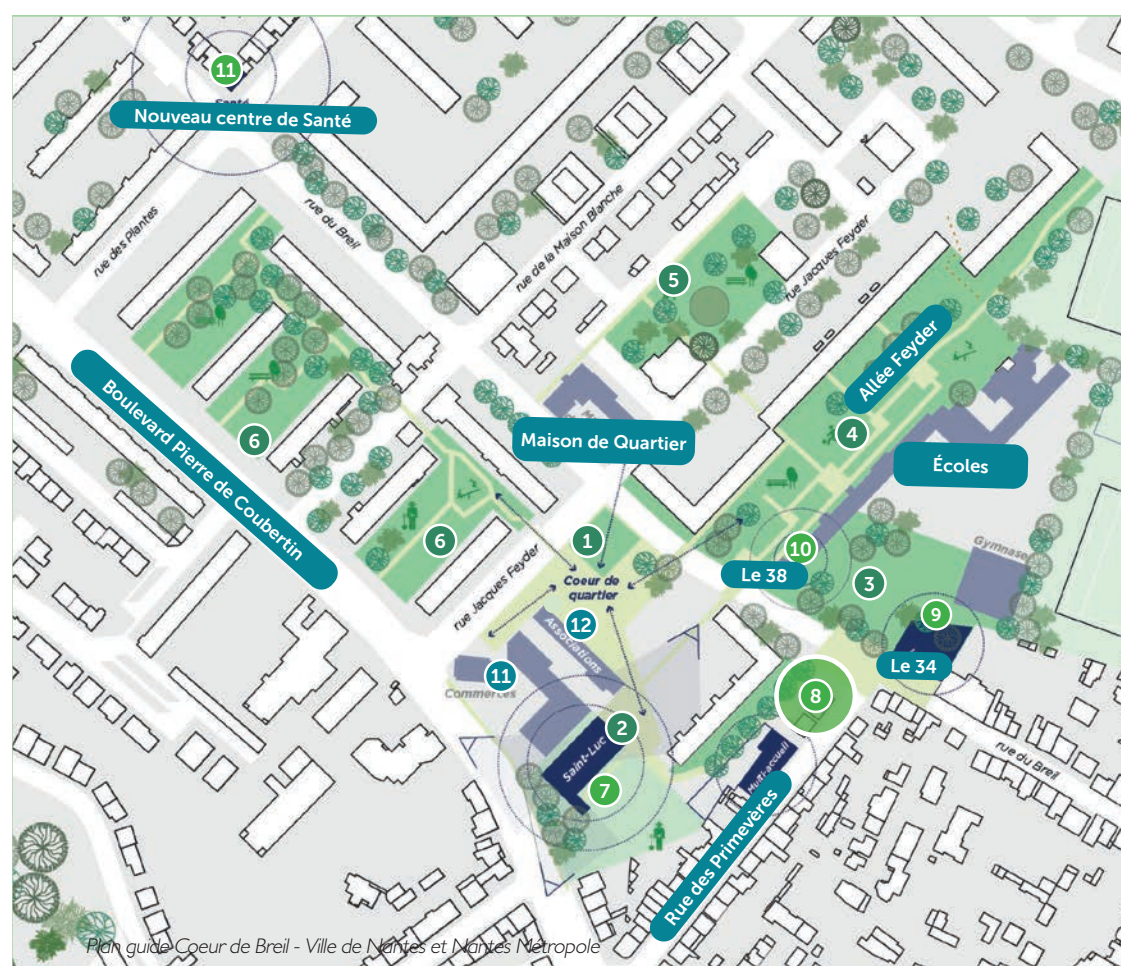 11
Santé
Nouveau centre de Santé
rue des Plantes
rue du Breil
rue de la Maison Blanche
5
rue Jacques Feyder
Allée Feyder
4
Écoles
Boulevard Pierre de Coubertin
6
Maison de Quartier
6
rue Jacques Feyder
1
Coeur de
quartier
10
Le 38
3
Gymnase
9
Le 34
12
Associations
11
Commerces
8
2
Saint-Luc
7
Multi-accueil
Rue des Primevères
rue du Breil
Plan guide Coeur de Breil - Ville de Nantes et Nantes Métropole